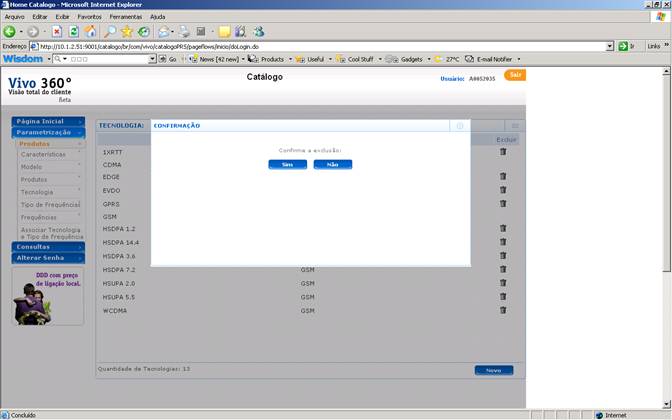 Home Catalogo - Microsoft Internet Explorer
Arquivo Editar Exibir Favoritos Ferramentas Ajuda
Endereço http://10.1.2.51:9001/catalogo/br/com/vivo/catalogoPRS/pageflows/inicio/doLogin.do Ir Links »
Wisdom News [42 new] Products Useful Cool Stuff Gadgets 27°C E-mail Notifier
Vivo 360°
Visão total do cliente
Beta
Catálogo
Usuário: A0052035
Sair
Página Inicial
Parametrização
Produtos
Características
Modelo
Produtos
Tecnologia
Tipo de Frequências
Frequências
Associar Tecnologia
e Tipo de Frequência
Consultas
Alterar Senha
DDD com preço
de ligação local.
TECNOLOGIA:
Excluir
CONFIRMAÇÃO
Confirma a exclusão:
Sim Não
1XRTT
CDMA
EDGE
EVDO
GPRS
GSM
HSDPA 1.2
HSDPA 14.4
HSDPA 3.6
HSDPA 7.2 GSM
HSUPA 2.0 GSM
HSUPA 5.5 GSM
WCDMA GSM
Quantidade de Tecnologias: 13
Novo
Concluído Internet